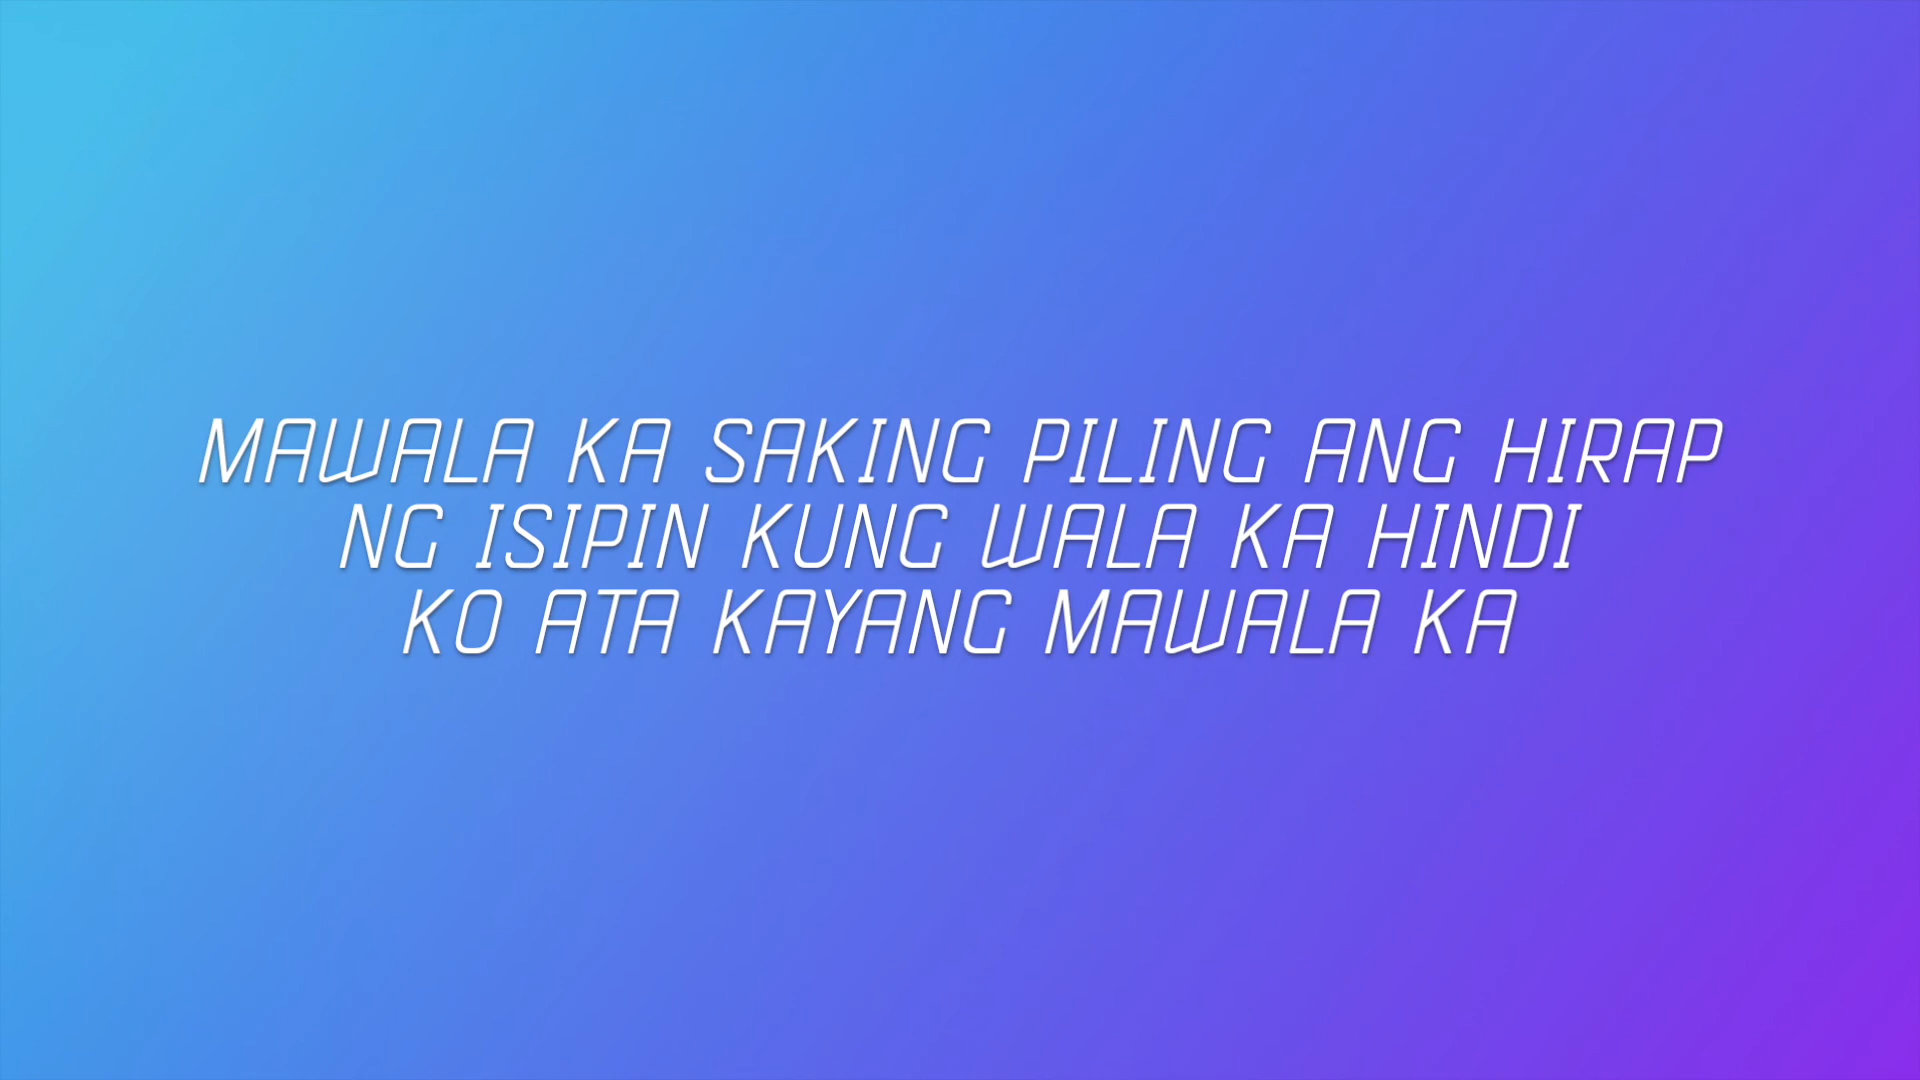 MAWALA KA SAKING PILING ANG HIRAP
NG ISIPIN KUNG WALA KA HINDI
KO ATA KAYANG MAWALA KA